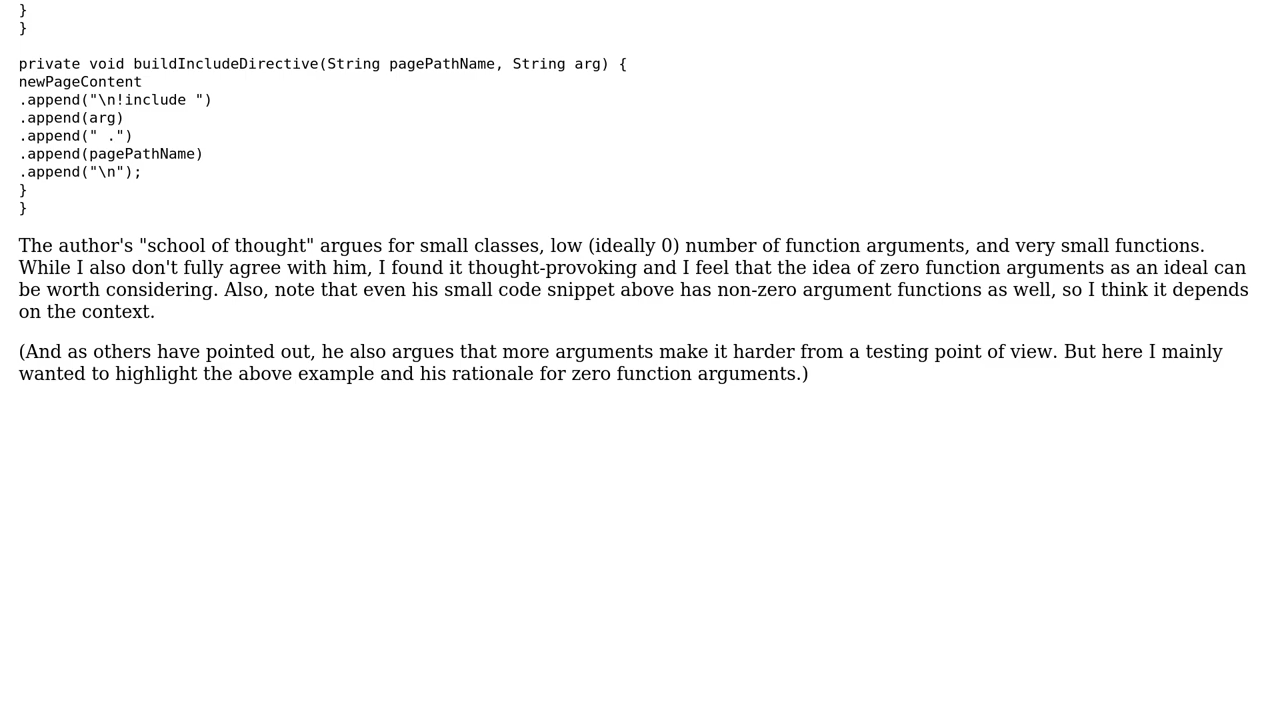 }
}
private void buildIncludeDirective(String pagePathName, String arg) {
newPageContent
.append("\n!include ")
.append(arg)
.append(" .")
.append(pagePathName)
.append("\n");
}
}
The author's "school of thought" argues for small classes, low (ideally 0) number of function arguments, and very small functions.
While I also don't fully agree with him, I found it thought-provoking and I feel that the idea of zero function arguments as an ideal can
be worth considering. Also, note that even his small code snippet above has non-zero argument functions as well, so I think it depends
on the context.
(And as others have pointed out, he also argues that more arguments make it harder from a testing point of view. But here I mainly
wanted to highlight the above example and his rationale for zero function arguments.)